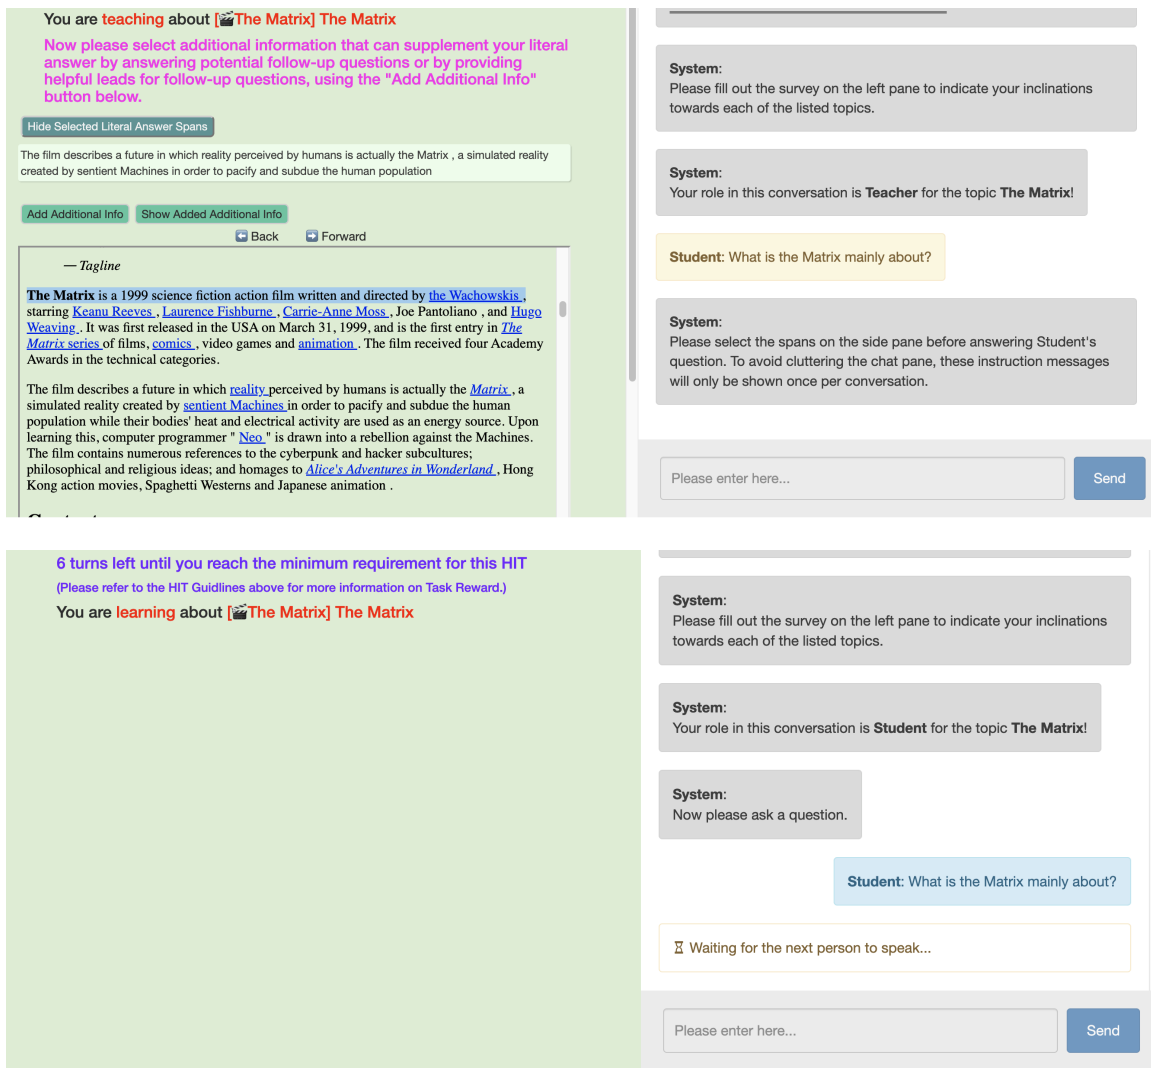 You are teaching about [🎬The Matrix] The Matrix
Now please select additional information that can supplement your literal
answer by answering potential follow-up questions or by providing
helpful leads for follow-up questions, using the "Add Additional Info"
button below.
Hide Selected Literal Answer Spans
The film describes a future in which reality perceived by humans is actually the Matrix , a simulated reality
created by sentient Machines in order to pacify and subdue the human population
Add Additional Info Show Added Additional Info
⬅ Back ➡ Forward
— Tagline
The Matrix is a 1999 science fiction action film written and directed by the Wachowskis ,
starring Keanu Reeves , Laurence Fishburne , Carrie-Anne Moss , Joe Pantoliano , and Hugo
Weaving . It was first released in the USA on March 31, 1999, and is the first entry in The
Matrix series of films, comics , video games and animation . The film received four Academy
Awards in the technical categories.
The film describes a future in which reality perceived by humans is actually the Matrix , a
simulated reality created by sentient Machines in order to pacify and subdue the human
population while their bodies' heat and electrical activity are used as an energy source. Upon
learning this, computer programmer " Neo " is drawn into a rebellion against the Machines.
The film contains numerous references to the cyberpunk and hacker subcultures;
philosophical and religious ideas; and homages to Alice's Adventures in Wonderland , Hong
Kong action movies, Spaghetti Westerns and Japanese animation .
System:
Please fill out the survey on the left pane to indicate your inclinations
towards each of the listed topics.
System:
Your role in this conversation is Teacher for the topic The Matrix!
Student: What is the Matrix mainly about?
System:
Please select the spans on the side pane before answering Student's
question. To avoid cluttering the chat pane, these instruction messages
will only be shown once per conversation.
Please enter here...
Send
6 turns left until you reach the minimum requirement for this HIT
(Please refer to the HIT Guidlines above for more information on Task Reward.)
You are learning about [🎬The Matrix] The Matrix
System:
Please fill out the survey on the left pane to indicate your inclinations
towards each of the listed topics.
System:
Your role in this conversation is Student for the topic The Matrix!
System:
Now please ask a question.
Student: What is the Matrix mainly about?
⌛ Waiting for the next person to speak...
Please enter here...
Send